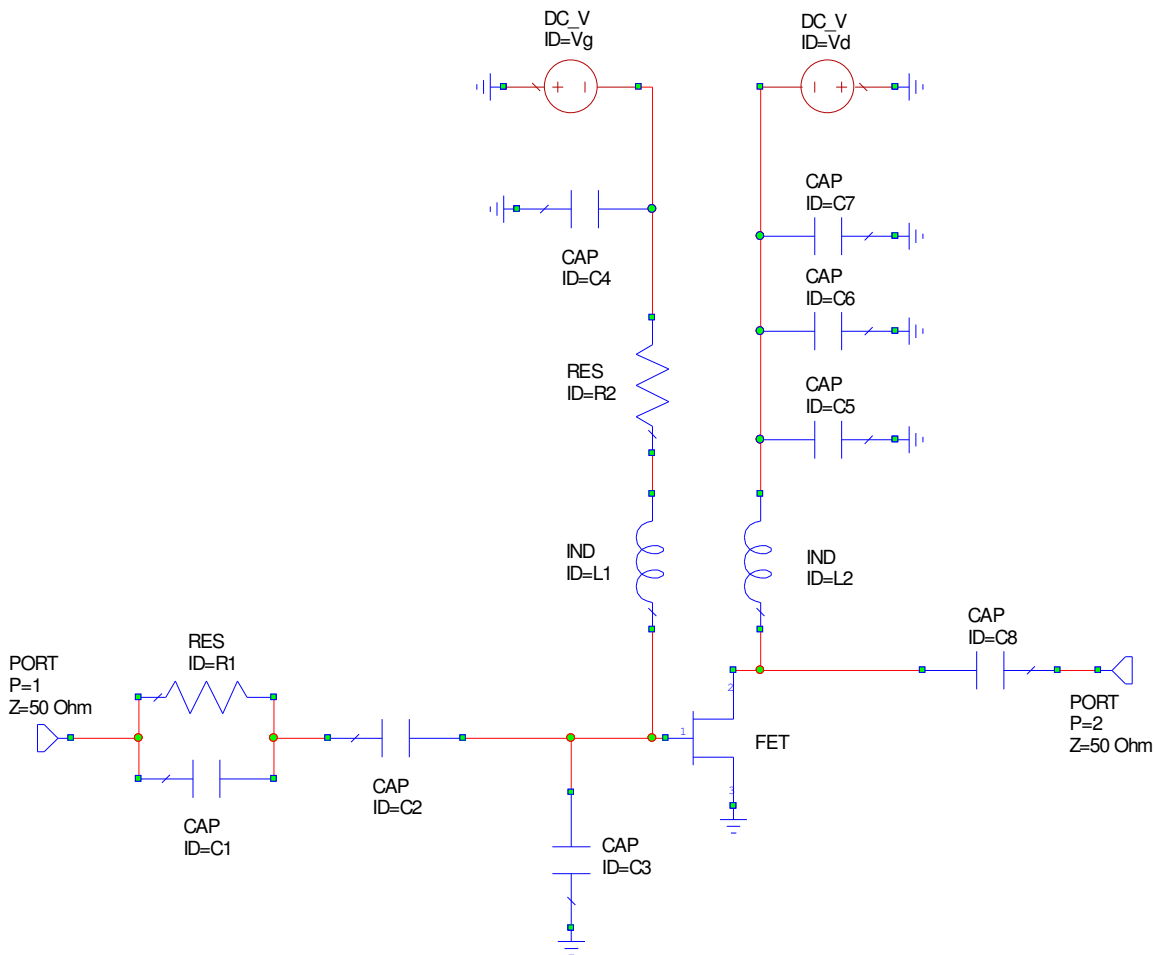 DC_V
ID=Vg
DC_V
ID=Vd
CAP
ID=C7
CAP
ID=C4
CAP
ID=C6
RES
ID=R2
CAP
ID=C5
IND
ID=L1
IND
ID=L2
CAP
ID=C8
RES
ID=R1
PORT
P=1
Z=50 Ohm
2
PORT
P=2
Z=50 Ohm
1
FET
3
CAP
ID=C2
CAP
ID=C1
CAP
ID=C3